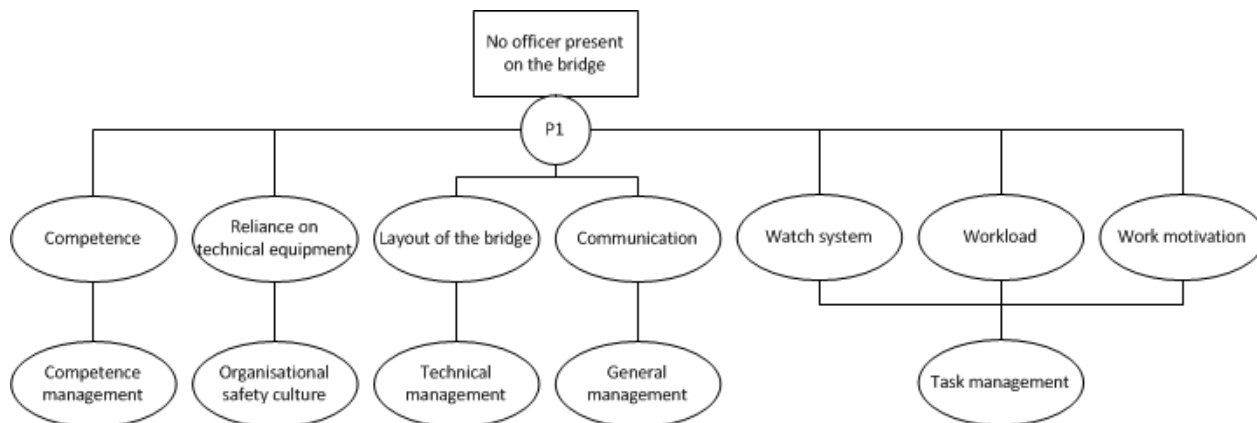 No officer present
on the bridge
P1
Competence
Reliance on
technical equipment
Layout of the bridge
Communication
Watch system
Workload
Work motivation
Competence
management
Organisational
safety culture
Technical
management
General
management
Task management